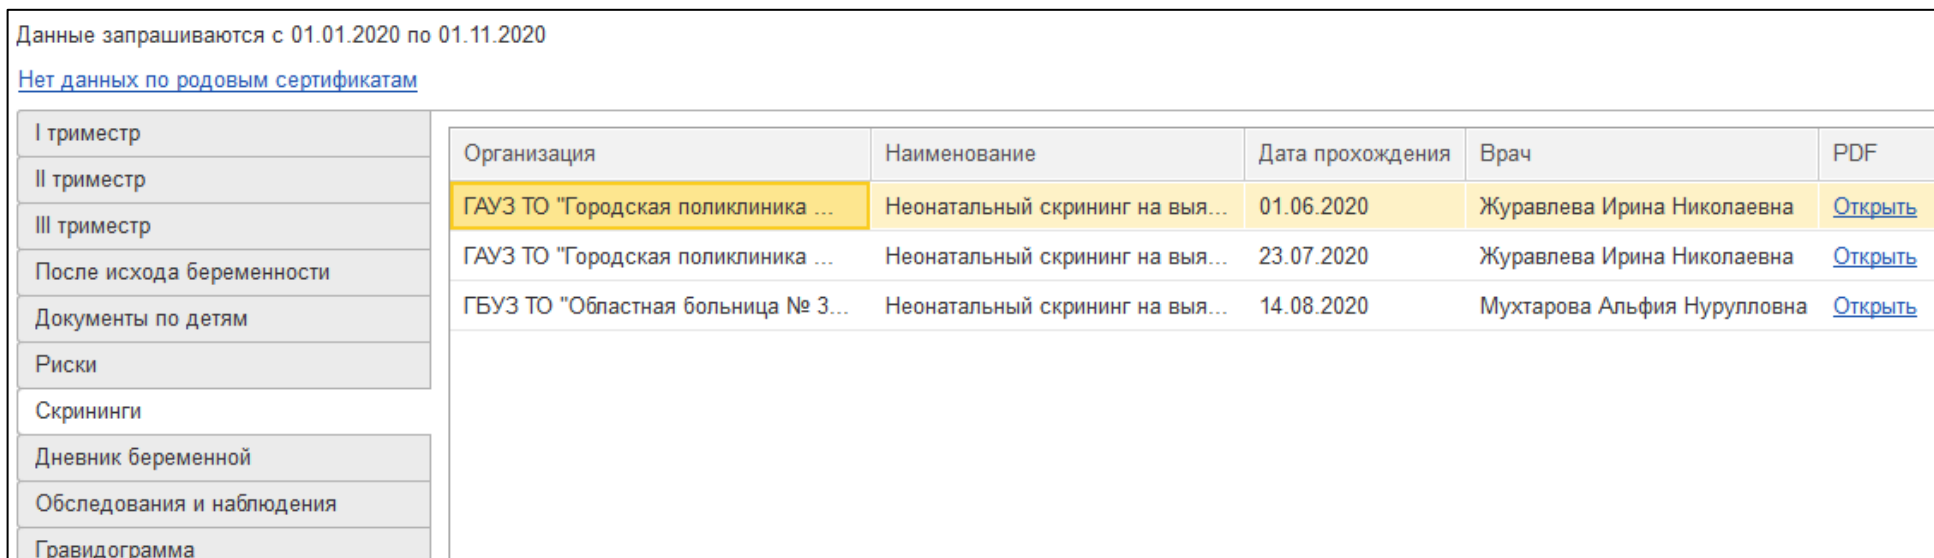 Данные запрашиваются с 01.01.2020 по 01.11.2020
Нет данных по родовым сертификатам
I триместр
II триместр
III триместр
После исхода беременности
Документы по детям
Риски
Скрининги
Дневник беременной
Обследования и наблюдения
Гравидограмма
Организация Наименование Дата прохождения Врач PDF
ГАУЗ ТО "Городская поликлиника ... Неонатальный скрининг на выя... 01.06.2020 Журавлева Ирина Николаевна Открыть
ГАУЗ ТО "Городская поликлиника ... Неонатальный скрининг на выя... 23.07.2020 Журавлева Ирина Николаевна Открыть
ГБУЗ ТО "Областная больница № 3... Неонатальный скрининг на выя... 14.08.2020 Мухтарова Альфия Нурулловна Открыть